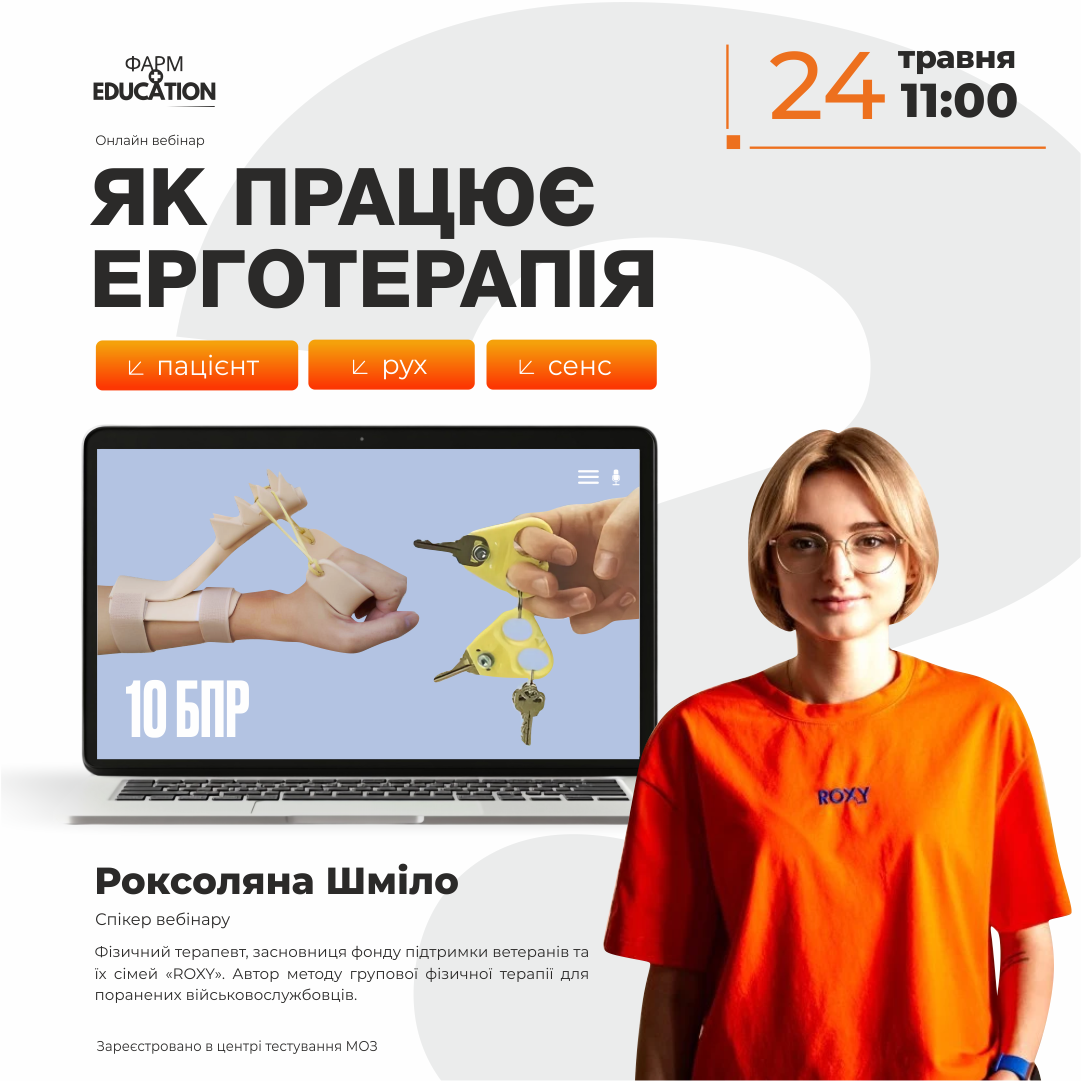 ФАРМ
EDUCATION
24 травня
11:00
Онлайн вебінар
ЯК ПРАЦЮЄ
ЕРГОТЕРАПІЯ
пацієнт
рух
сенс
10 БПР
ROXY
Роксоляна Шміло
Спікер вебінару
Фізичний терапевт, засновниця фонду підтримки ветеранів та
їх сімей «ROXY». Автор методу групової фізичної терапії для
поранених військовослужбовців.
Зареєстровано в центрі тестування МОЗ